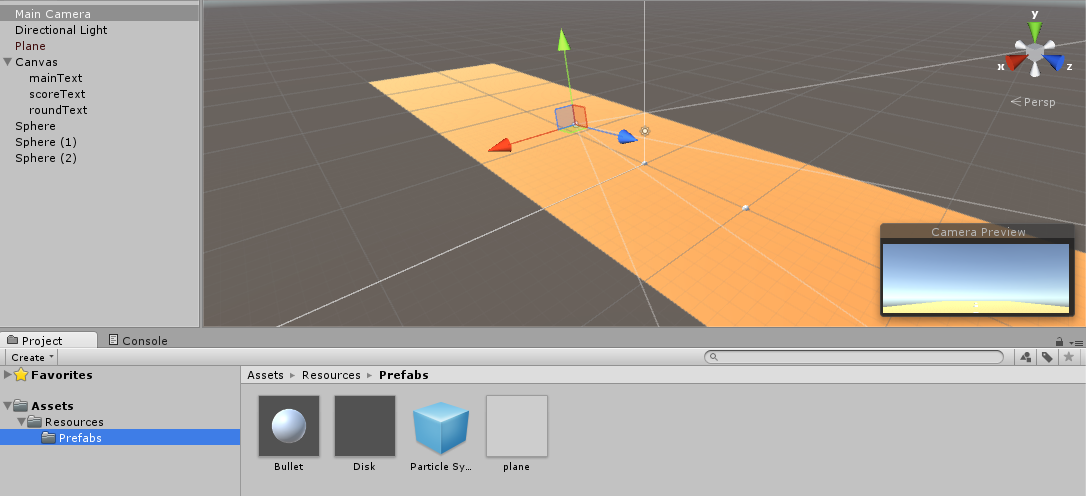 Main Camera
Directional Light
Plane
Canvas
mainText
scoreText
roundText
Sphere
Sphere (1)
Sphere (2)
y
x
z
Persp
Camera Preview
Project
Console
Create
Favorites
Assets
Resources
Prefabs
Assets ▸ Resources ▸ Prefabs
Bullet
Disk
Particle Sy...
plane